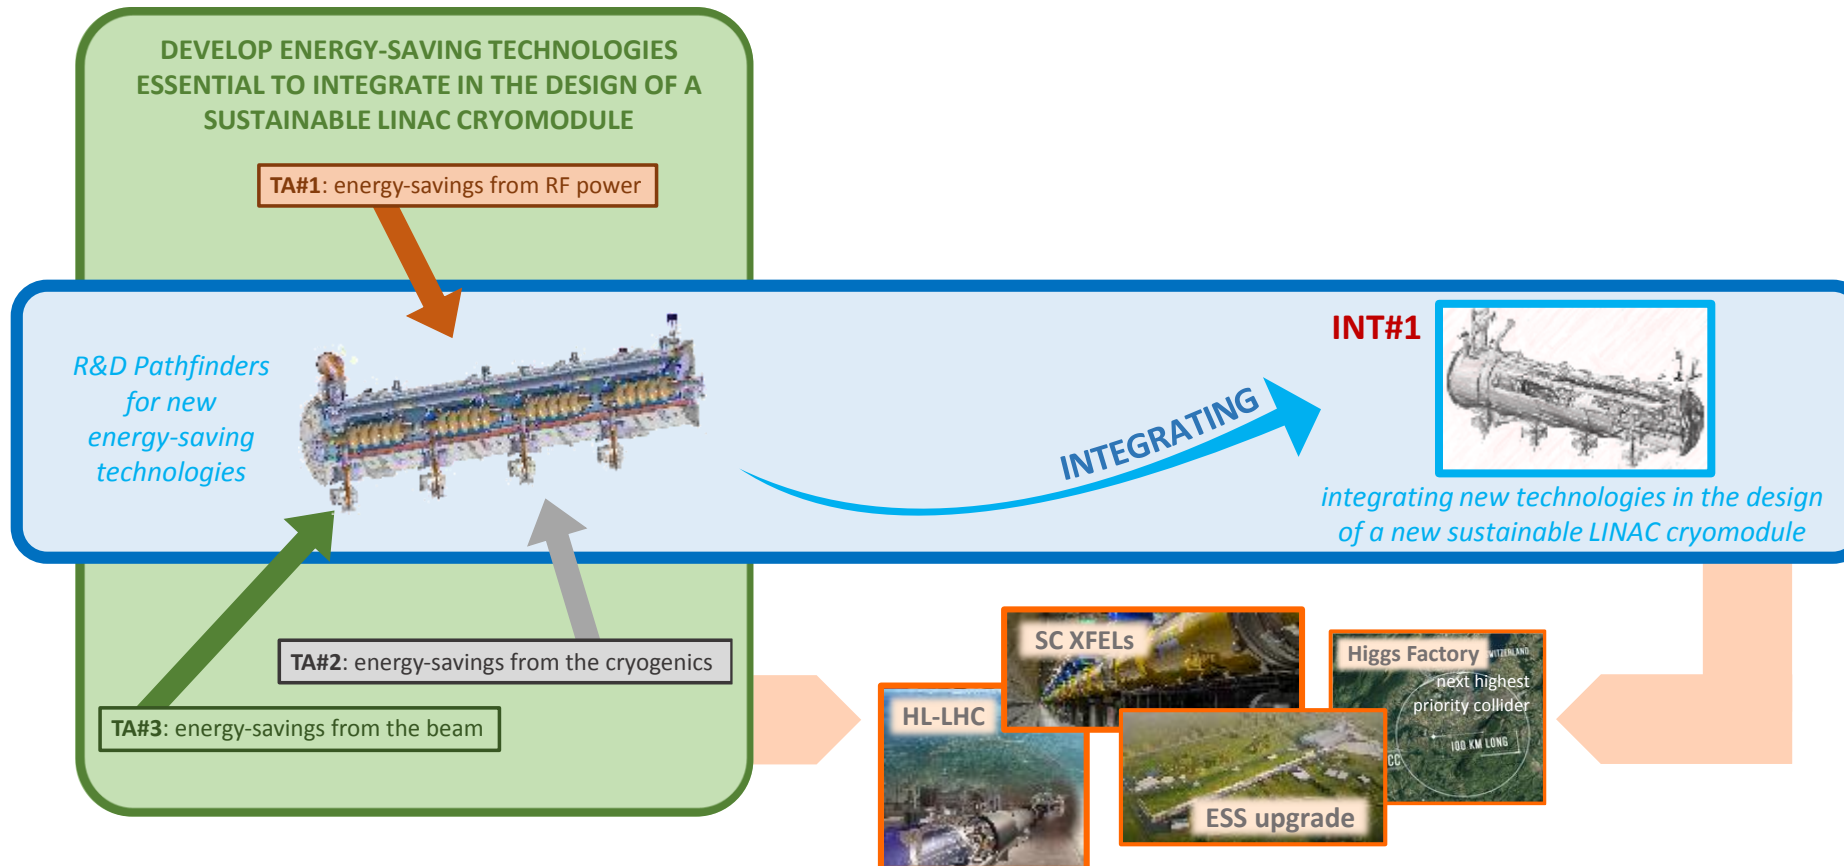 DEVELOP ENERGY-SAVING TECHNOLOGIES
ESSENTIAL TO INTEGRATE IN THE DESIGN OF A
SUSTAINABLE LINAC CRYOMODULE
TA#1: energy-savings from RF power
R&D Pathfinders
for new
energy-saving
technologies
INTEGRATING
INT#1
integrating new technologies in the design
of a new sustainable LINAC cryomodule
TA#2: energy-savings from the cryogenics
TA#3: energy-savings from the beam
HL-LHC
SC XFELs
ESS upgrade
Higgs Factory
WITZERLAND
next highest
priority collider
100 KM LONG
CC